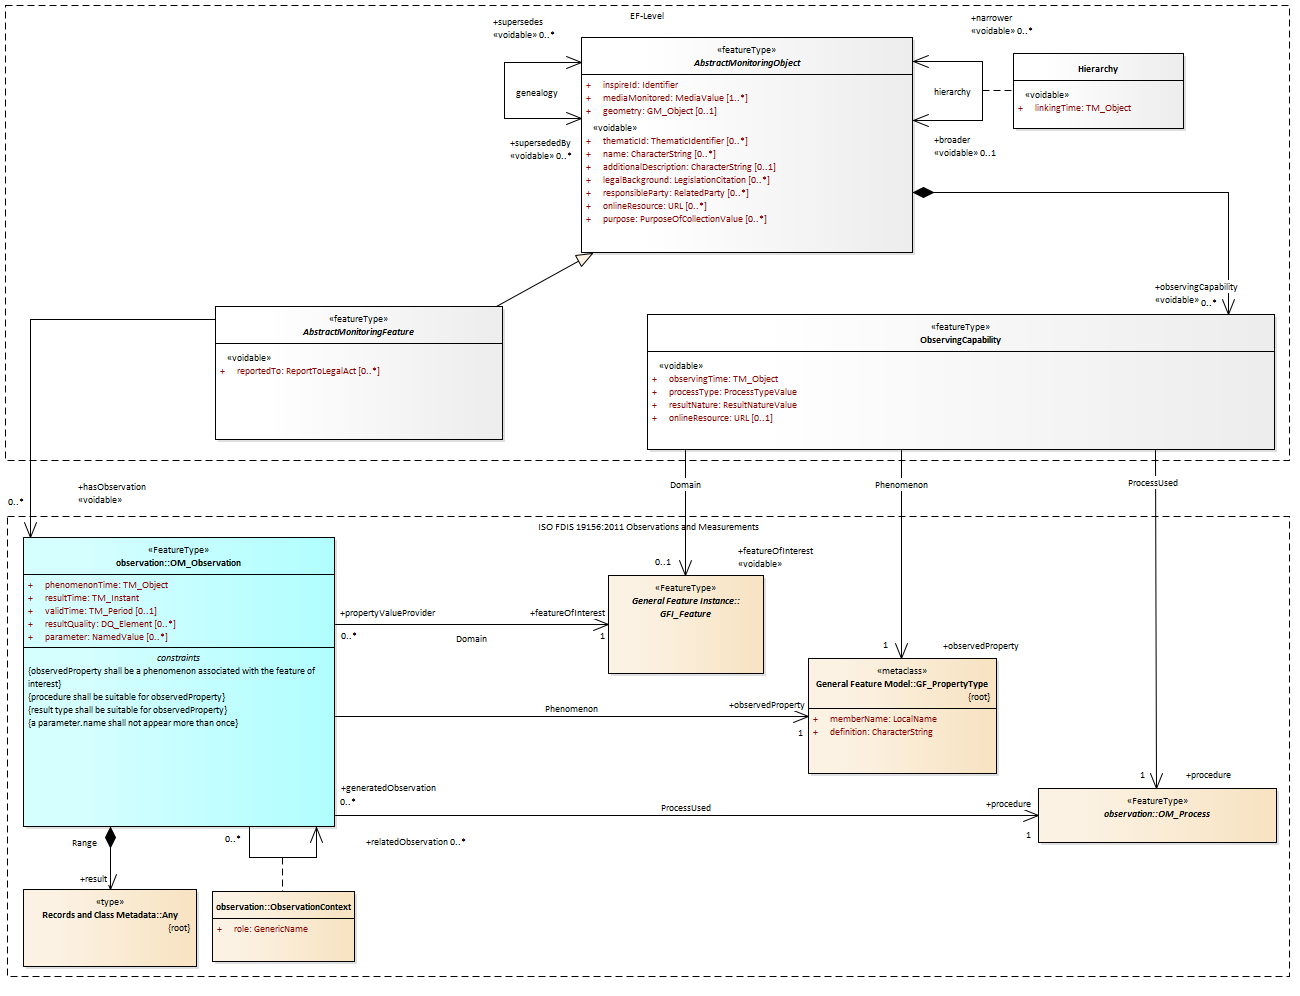 EF-Level
+supersedes
«voidable» 0..*
+narrower
«voidable» 0..*
«featureType»
AbstractMonitoringObject
+ inspireId: Identifier
+ mediaMonitored: MediaValue [1..*]
+ geometry: GM_Object [0..1]
«voidable»
+ thematicId: ThematicIdentifier [0..*]
+ name: CharacterString [0..*]
+ additionalDescription: CharacterString [0..1]
+ legalBackground: LegislationCitation [0..*]
+ responsibleParty: RelatedParty [0..*]
+ onlineResource: URL [0..*]
+ purpose: PurposeOfCollectionValue [0..*]
genealogy
+supersededBy
«voidable» 0..*
hierarchy
+broader
«voidable» 0..1
Hierarchy
«voidable»
+ linkingTime: TM_Object
+observingCapability
«voidable» 0..*
«featureType»
AbstractMonitoringFeature
«voidable»
+ reportedTo: ReportToLegalAct [0..*]
«featureType»
ObservingCapability
«voidable»
+ observingTime: TM_Object
+ processType: ProcessTypeValue
+ resultNature: ResultNatureValue
+ onlineResource: URL [0..1]
+hasObservation
«voidable»
0..*
Domain
Phenomenon
ProcessUsed
ISO FDIS 19156:2011 Observations and Measurements
«FeatureType»
observation::OM_Observation
+ phenomenonTime: TM_Object
+ resultTime: TM_Instant
+ validTime: TM_Period [0..1]
+ resultQuality: DQ_Element [0..*]
+ parameter: NamedValue [0..*]
constraints
{observedProperty shall be a phenomenon associated with the feature of
interest}
{procedure shall be suitable for observedProperty}
{result type shall be suitable for observedProperty}
{a parameter.name shall not appear more than once}
0..1
+featureOfInterest
«voidable»
«FeatureType»
General Feature Instance::
GFI_Feature
+propertyValueProvider
0..*
Domain
+featureOfInterest
1
1
+observedProperty
«metaclass»
General Feature Model::GF_PropertyType
{root}
+ memberName: LocalName
+ definition: CharacterString
Phenomenon
+observedProperty
1
1
+procedure
«FeatureType»
observation::OM_Process
+generatedObservation
0..*
ProcessUsed
+procedure
1
Range
+result
0..*
+relatedObservation 0..*
«type»
Records and Class Metadata::Any
{root}
observation::ObservationContext
+ role: GenericName